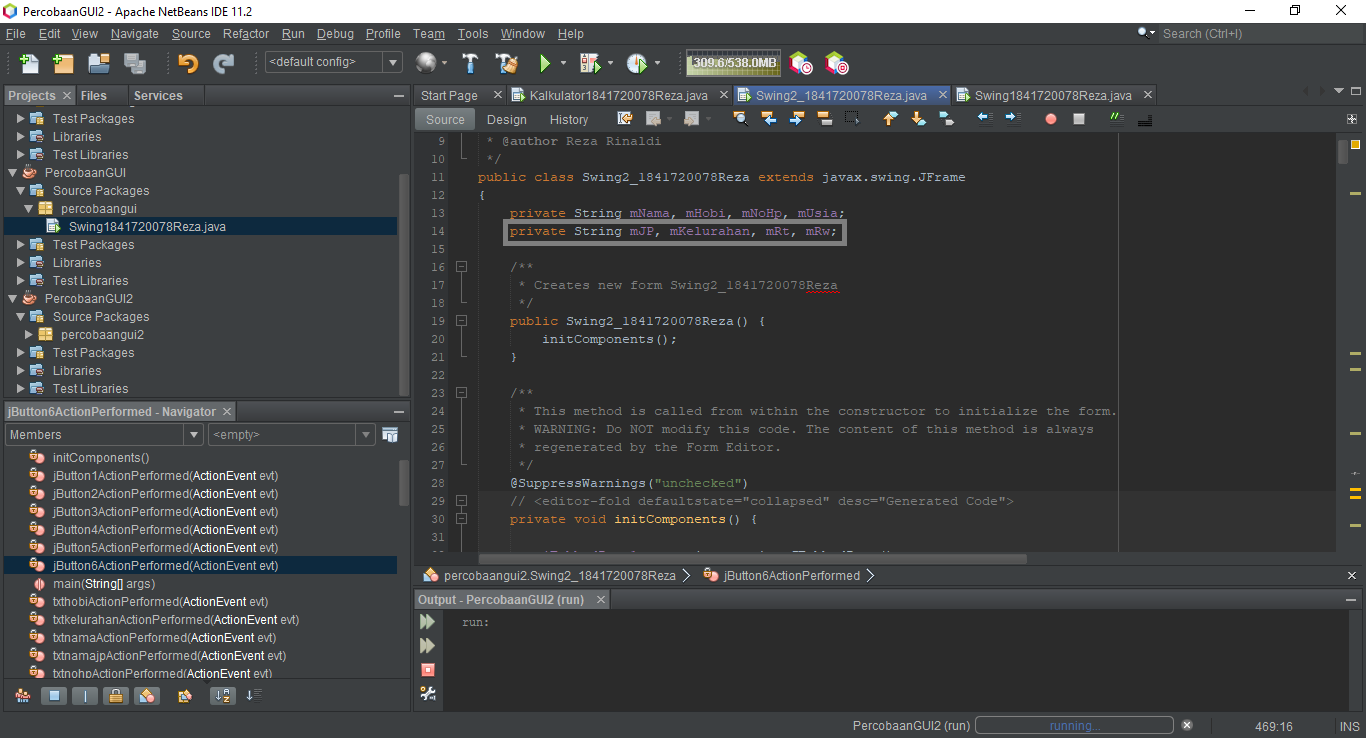 PercobaanGUI2 - Apache NetBeans IDE 11.2
File Edit View Navigate Source Refactor Run Debug Profile Team Tools Window Help
Search (Ctrl+I)
<default config>
309.6/538.0MB
Projects Files Services
Test Packages
Libraries
Test Libraries
PercobaanGUI
Source Packages
percobaangui
Swing1841720078Reza.java
Test Packages
Libraries
Test Libraries
PercobaanGUI2
Source Packages
percobaangui2
Test Packages
Libraries
Test Libraries
jButton6ActionPerformed - Navigator
Members <empty>
initComponents()
jButton1ActionPerformed(ActionEvent evt)
jButton2ActionPerformed(ActionEvent evt)
jButton3ActionPerformed(ActionEvent evt)
jButton4ActionPerformed(ActionEvent evt)
jButton5ActionPerformed(ActionEvent evt)
jButton6ActionPerformed(ActionEvent evt)
main(String[] args)
txthobiActionPerformed(ActionEvent evt)
txtkelurahanActionPerformed(ActionEvent evt)
txtnamaActionPerformed(ActionEvent evt)
txtnamajpActionPerformed(ActionEvent evt)
txtnohpActionPerformed(ActionEvent evt)
Start Page Kalkulator1841720078Reza.java Swing2_1841720078Reza.java Swing1841720078Reza.java
Source Design History
9 * @author Reza Rinaldi
10 */
11 public class Swing2_1841720078Reza extends javax.swing.JFrame
12 {
13 private String mNama, mHobi, mNoHp, mUsia;
14 private String mJP, mKelurahan, mRt, mRw;
15
16 /**
17 * Creates new form Swing2_1841720078Reza
18 */
19 public Swing2_1841720078Reza() {
20 initComponents();
21 }
22
23 /**
24 * This method is called from within the constructor to initialize the form.
25 * WARNING: Do NOT modify this code. The content of this method is always
26 * regenerated by the Form Editor.
27 */
28 @SuppressWarnings("unchecked")
29 // <editor-fold defaultstate="collapsed" desc="Generated Code">
30 private void initComponents() {
31
percobaangui2.Swing2_1841720078Reza jButton6ActionPerformed
Output - PercobaanGUI2 (run)
run:
PercobaanGUI2 (run) running... 469:16 INS